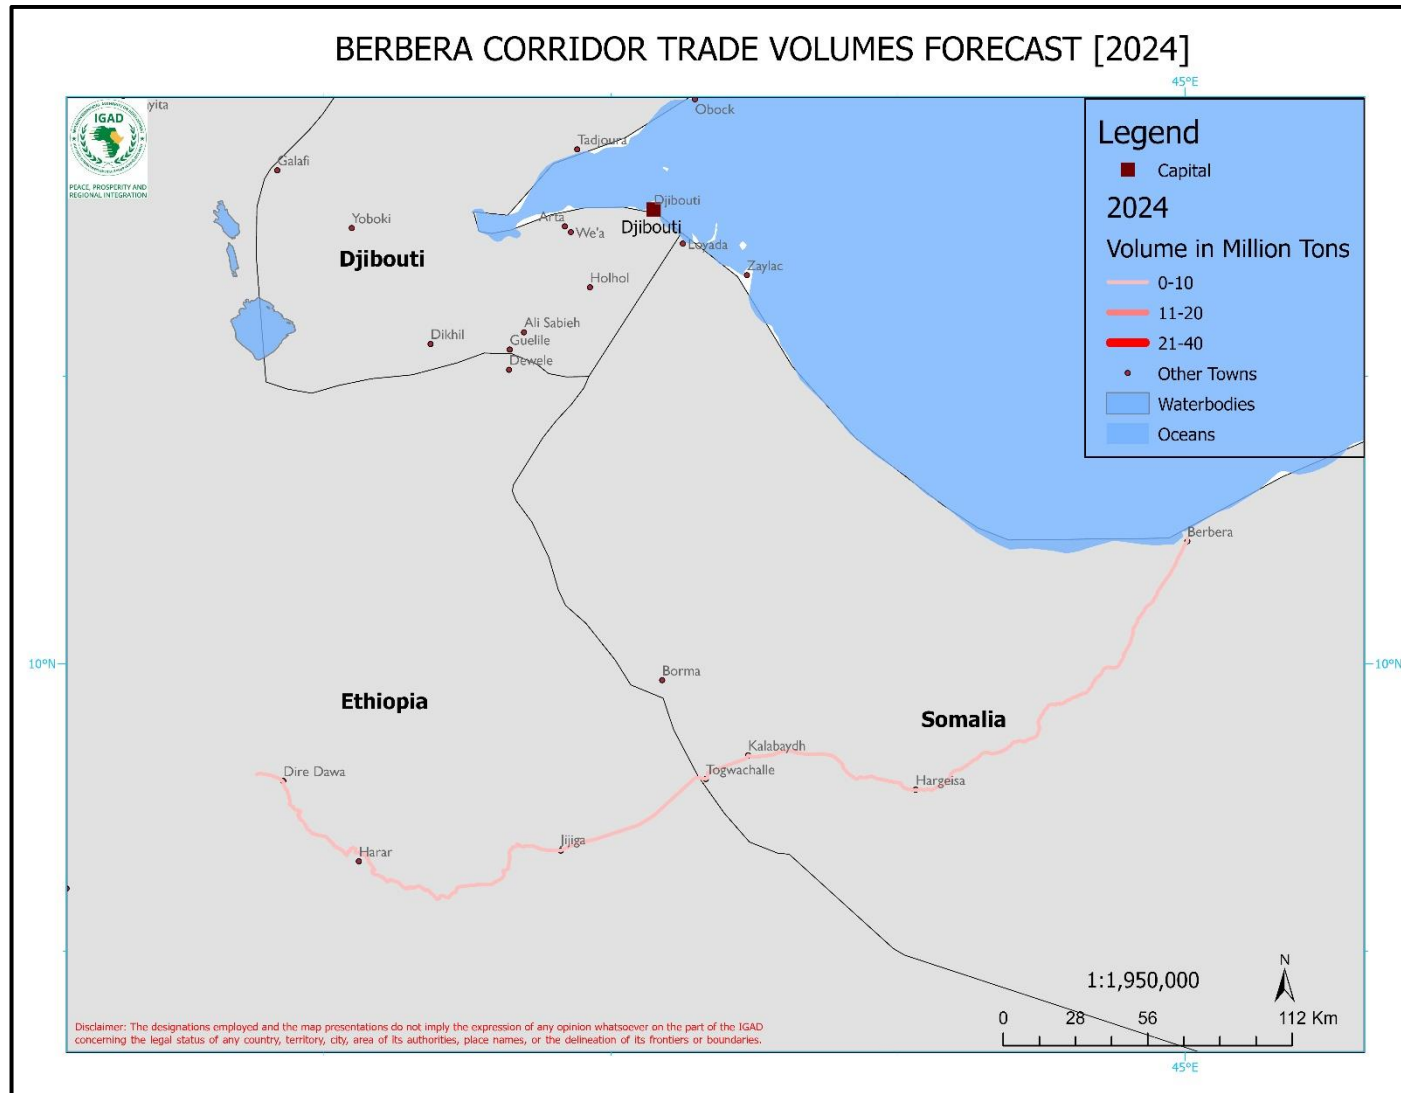 BERBERA CORRIDOR TRADE VOLUMES FORECAST [2024]
45°E
yita
IGAD
PEACE, PROSPERITY AND
REGIONAL INTEGRATION
Obock
Tadjoura
Galafi
Djibouti
Yoboki
Arta
We'a
Djibouti
Loyada
Djibouti
Zaylac
Holhol
Ali Sabieh
Dikhil
Guelile
Dewele
Legend
Capital
2024
Volume in Million Tons
0-10
11-20
21-40
Other Towns
Waterbodies
Oceans
Berbera
10°N
10°N
Borma
Ethiopia
Somalia
Kalabaydh
Dire Dawa
Togwachalle
Hargeisa
Jijiga
Harar
N
1:1,950,000
0 28 56 112 Km
Disclaimer: The designations employed and the map presentations do not imply the expression of any opinion whatsoever on the part of the IGAD
concerning the legal status of any country, territory, city, area of its authorities, place names, or the delineation of its frontiers or boundaries.
45°E